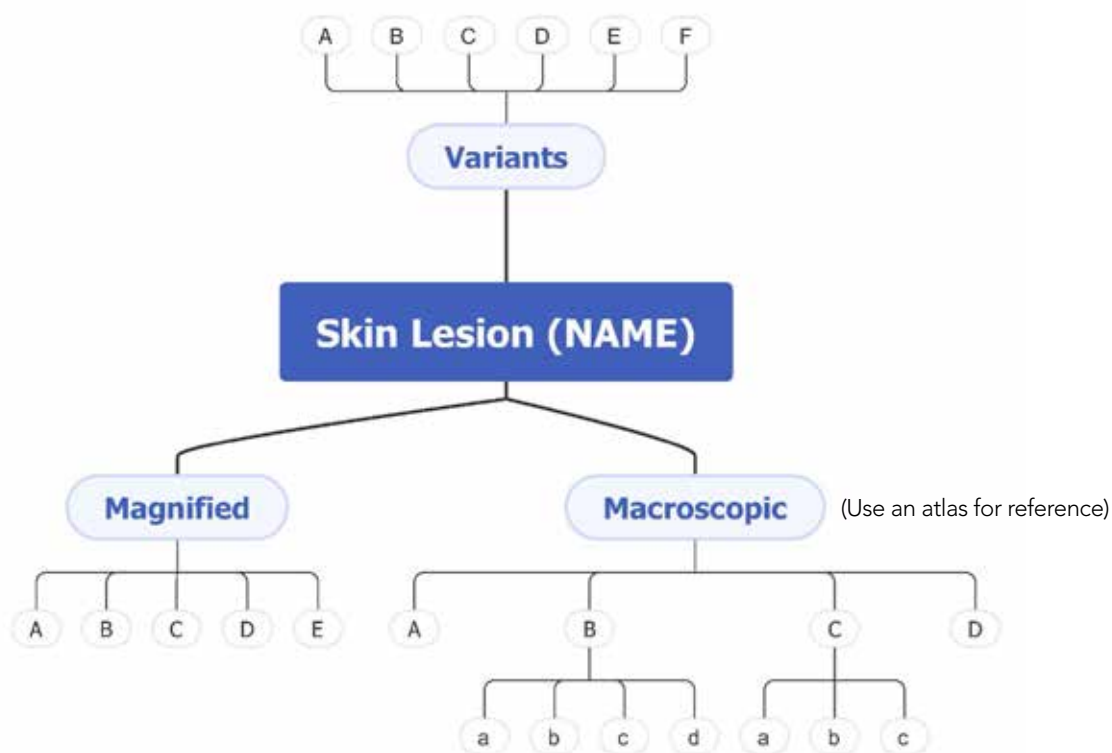 A B C D E F
Variants
Skin Lesion (NAME)
Magnified
Macroscopic
(Use an atlas for reference)
A B C D E
A B C D
a b c d
a b c